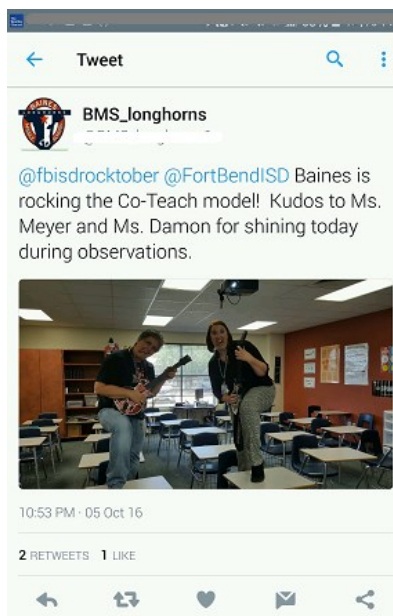 Tweet
BMS_longhorns
@fbisdrocktober @FortBendISD Baines is
rocking the Co-Teach model! Kudos to Ms.
Meyer and Ms. Damon for shining today
during observations.
10:53 PM · 05 Oct 16
2 RETWEETS 1 LIKE